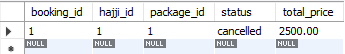 booking_id hajji_id package_id status total_price
1 1 1 cancelled 2500.00
NULL NULL NULL NULL NULL